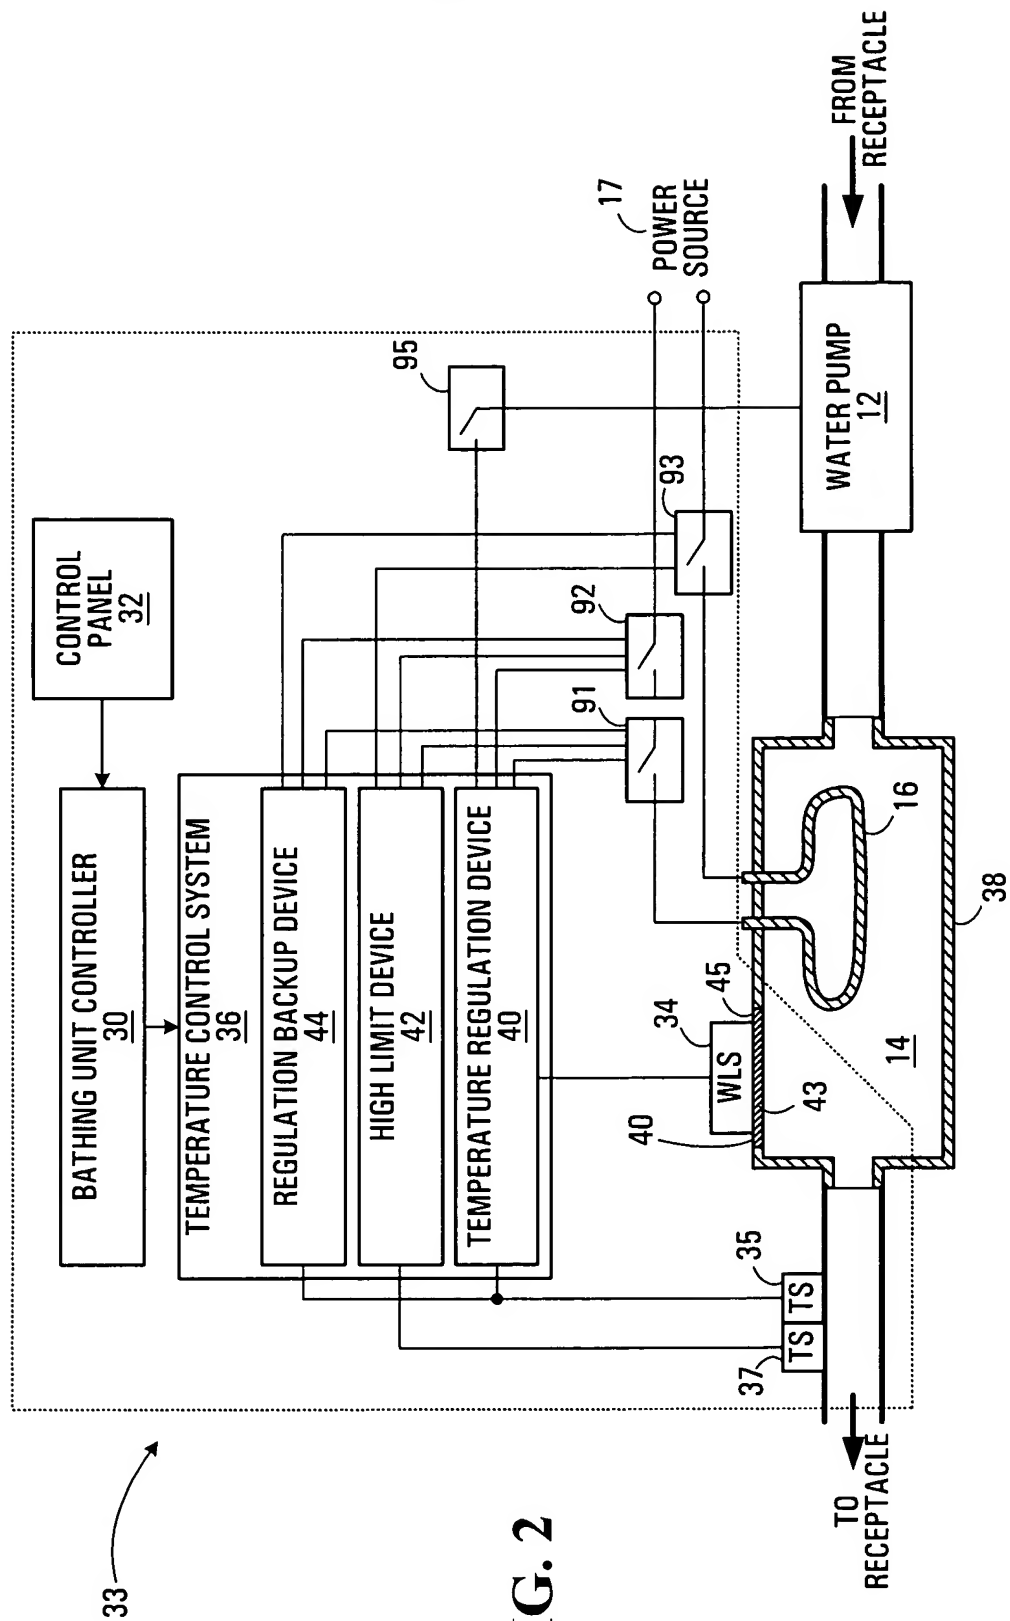 33
CONTROL
PANEL
32
BATHING UNIT CONTROLLER
30
TEMPERATURE CONTROL SYSTEM
36
REGULATION BACKUP DEVICE
44
HIGH LIMIT DEVICE
42
TEMPERATURE REGULATION DEVICE
40
95
91
92
93
17
POWER
SOURCE
37
TS
TS
35
40
WLS
34
45
43
14
16
38
WATER PUMP
12
FROM
RECEPTACLE
TO
RECEPTACLE
G. 2